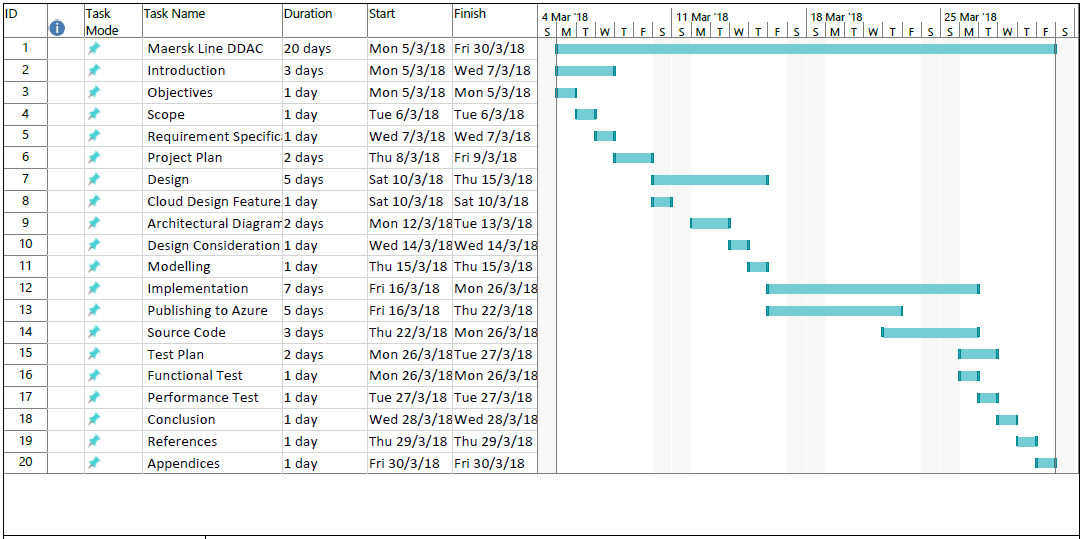 ID Task Mode Task Name Duration Start Finish 4 Mar '18 11 Mar '18 18 Mar '18 25 Mar '18
S M T W T F S S M T W T F S S M T W T F S S M T W T F S
1 Maersk Line DDAC 20 days Mon 5/3/18 Fri 30/3/18
2 Introduction 3 days Mon 5/3/18 Wed 7/3/18
3 Objectives 1 day Mon 5/3/18 Mon 5/3/18
4 Scope 1 day Tue 6/3/18 Tue 6/3/18
5 Requirement Specific 1 day Wed 7/3/18 Wed 7/3/18
6 Project Plan 2 days Thu 8/3/18 Fri 9/3/18
7 Design 5 days Sat 10/3/18 Thu 15/3/18
8 Cloud Design Feature 1 day Sat 10/3/18 Sat 10/3/18
9 Architectural Diagram 2 days Mon 12/3/18 Tue 13/3/18
10 Design Consideration 1 day Wed 14/3/18 Wed 14/3/18
11 Modelling 1 day Thu 15/3/18 Thu 15/3/18
12 Implementation 7 days Fri 16/3/18 Mon 26/3/18
13 Publishing to Azure 5 days Fri 16/3/18 Thu 22/3/18
14 Source Code 3 days Thu 22/3/18 Mon 26/3/18
15 Test Plan 2 days Mon 26/3/18 Tue 27/3/18
16 Functional Test 1 day Mon 26/3/18 Mon 26/3/18
17 Performance Test 1 day Tue 27/3/18 Tue 27/3/18
18 Conclusion 1 day Wed 28/3/18 Wed 28/3/18
19 References 1 day Thu 29/3/18 Thu 29/3/18
20 Appendices 1 day Fri 30/3/18 Fri 30/3/18